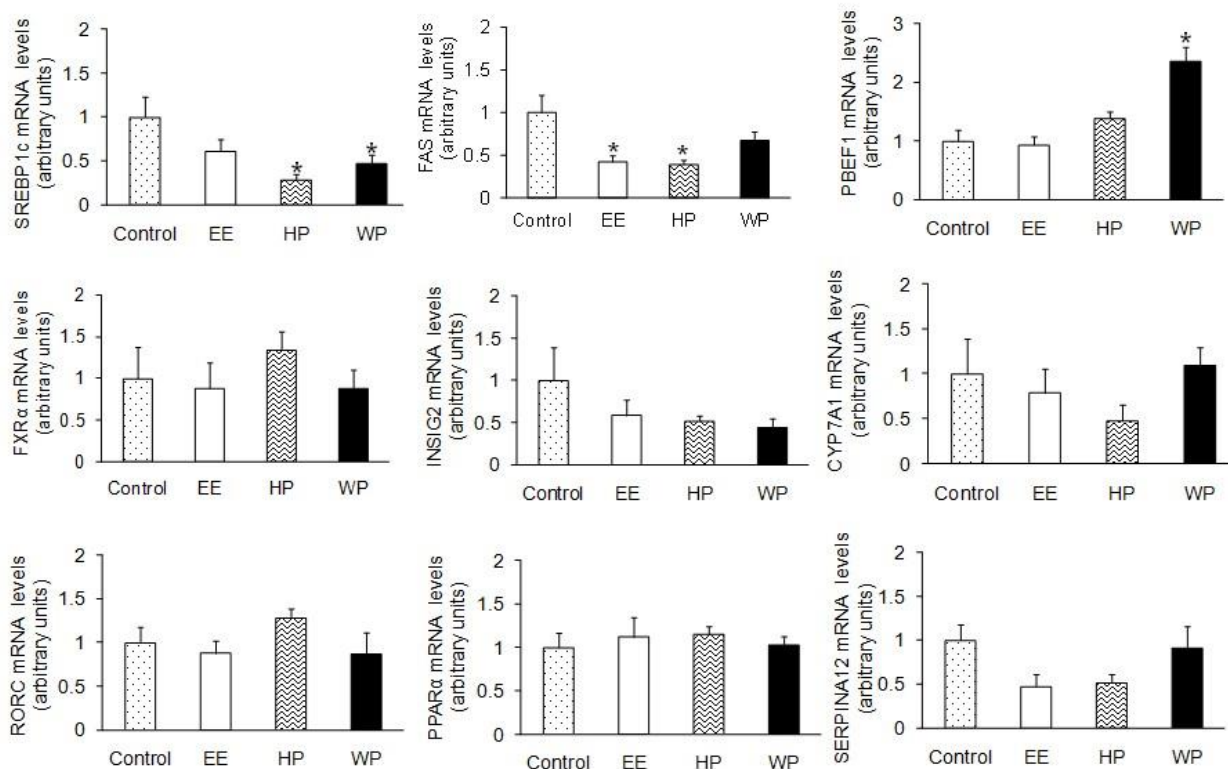 SREBP1c mRNA levels
(arbitrary units)
2
1.5
1
0.5
0
*
*
Control EE HP WP
FAS mRNA levels
(arbitrary units)
2
1.5
1
0.5
0
*
*
Control EE HP WP
PBEF1 mRNA levels
(arbitrary units)
3
2
1
0
*
Control EE HP WP
FXRα mRNA levels
(arbitrary units)
2
1.5
1
0.5
0
Control EE HP WP
INSIG2 mRNA levels
(arbitrary units)
2
1.5
1
0.5
0
Control EE HP WP
CYP7A1 mRNA levels
(arbitrary units)
2
1.5
1
0.5
0
Control EE HP WP
RORC mRNA levels
(arbitrary units)
2
1.5
1
0.5
0
Control EE HP WP
PPARα mRNA levels
(arbitrary units)
2
1.5
1
0.5
0
Control EE HP WP
SERPINA12 mRNA levels
(arbitrary units)
2
1.5
1
0.5
0
Control EE HP WP